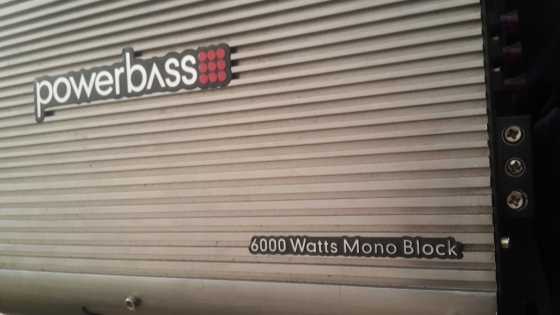 powerbass
6000 Watts Mono Block